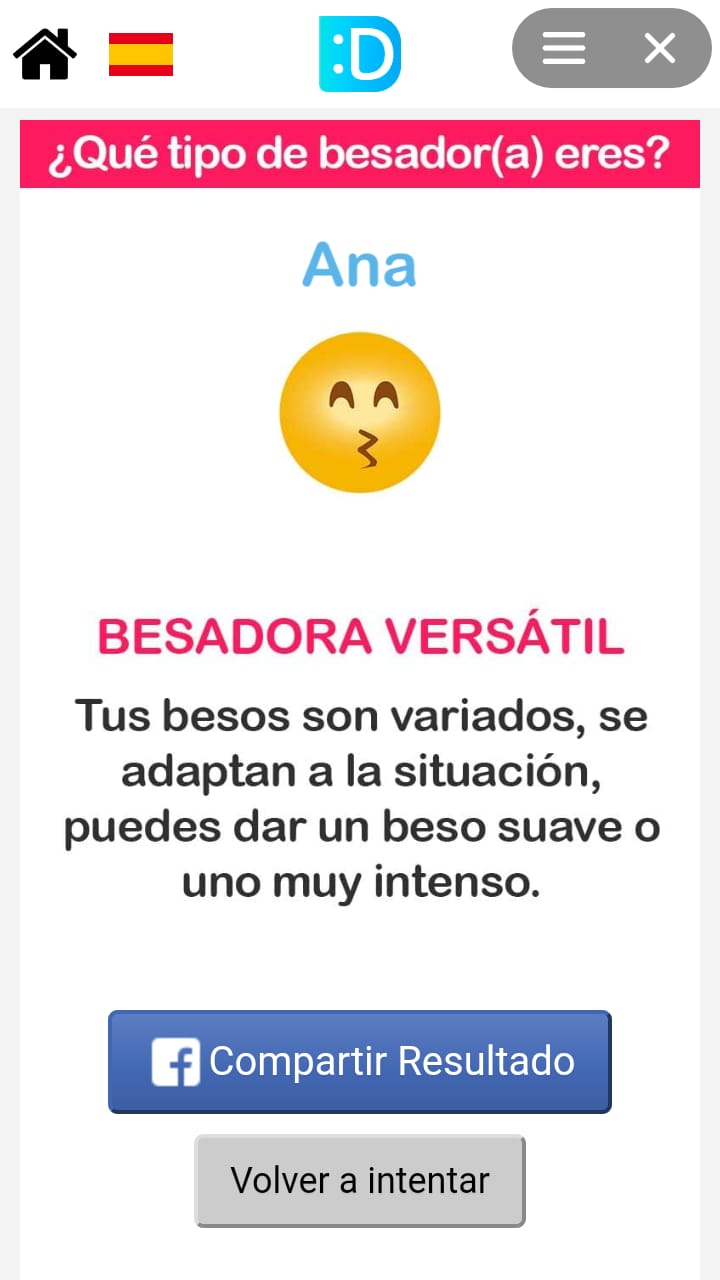 :D
¿Qué tipo de besador(a) eres?
Ana
BESADORA VERSÁTIL
Tus besos son variados, se
adaptan a la situación,
puedes dar un beso suave o
uno muy intenso.
f Compartir Resultado
Volver a intentar